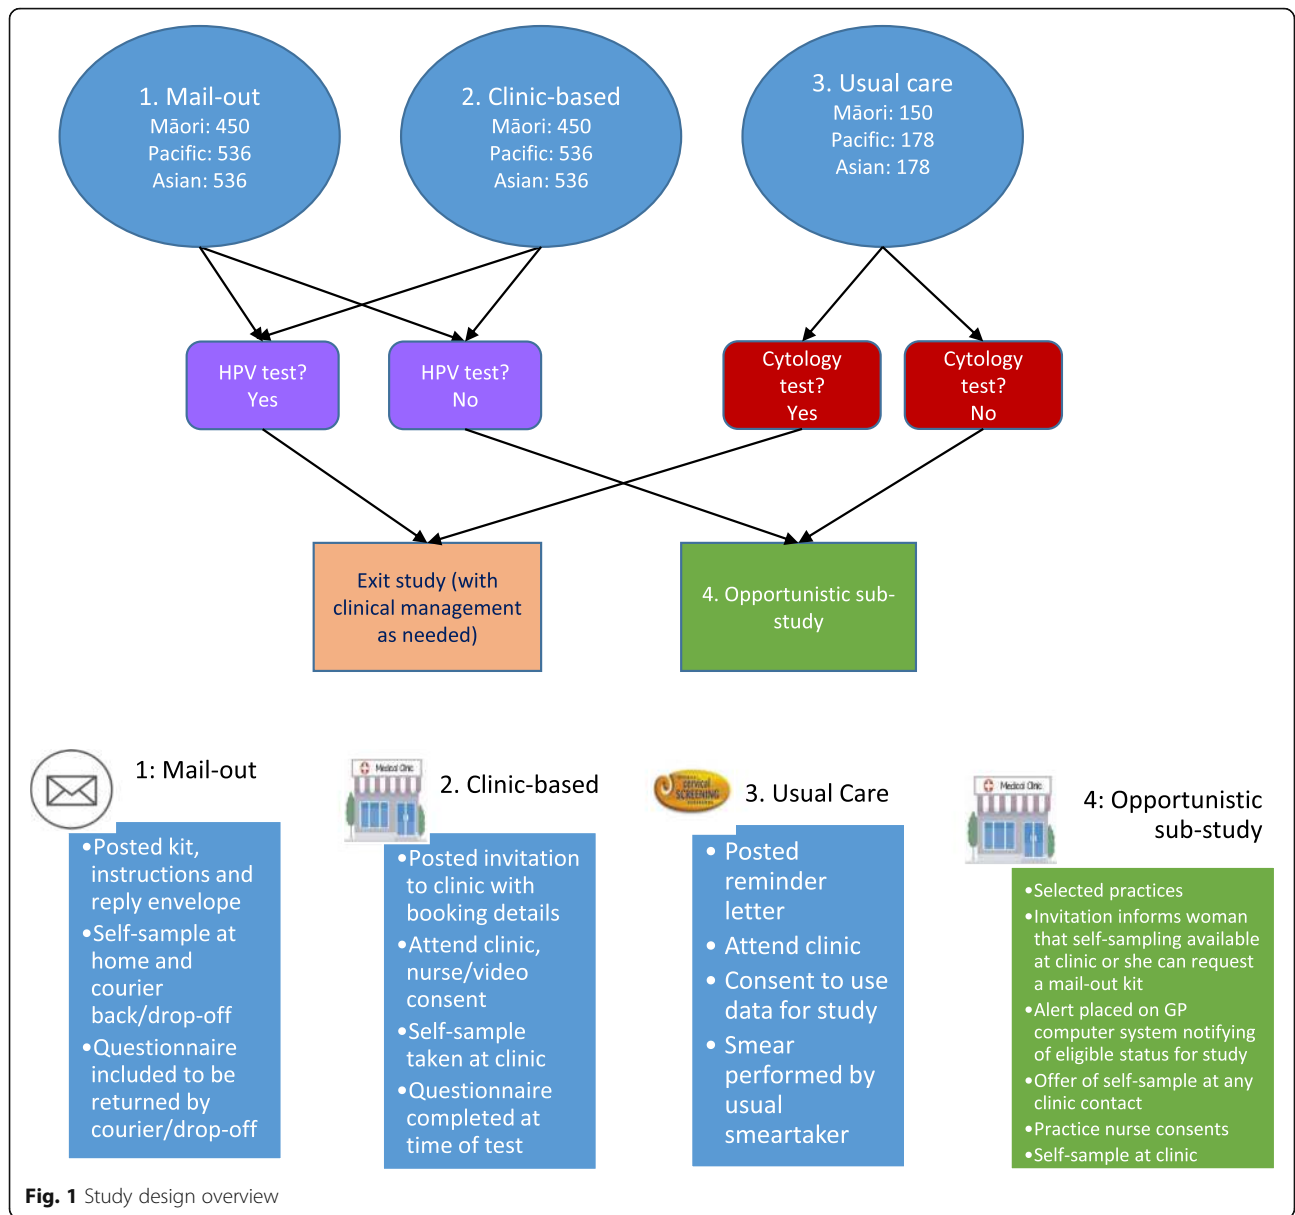 1. Mail-out
Māori: 450
Pacific: 536
Asian: 536
2. Clinic-based
Māori: 450
Pacific: 536
Asian: 536
3. Usual care
Māori: 150
Pacific: 178
Asian: 178
HPV test?
Yes
HPV test?
No
Cytology
test?
Yes
Cytology
test?
No
Exit study (with
clinical management
as needed)
4. Opportunistic sub-
study
1: Mail-out
•Posted kit,
instructions and
reply envelope
•Self-sample at
home and
courier
back/drop-off
•Questionnaire
included to be
returned by
courier/drop-off
Medical Clinic
2. Clinic-based
•Posted invitation
to clinic with
booking details
•Attend clinic,
nurse/video
consent
•Self-sample
taken at clinic
•Questionnaire
completed at
time of test
cervical
SCREENING
3. Usual Care
• Posted
reminder
letter
• Attend clinic
• Consent to use
data for study
• Smear
performed by
usual
smeartaker
Medical Clinic
4: Opportunistic
sub-study
•Selected practices
•Invitation informs woman
that self-sampling available
at clinic or she can request
a mail-out kit
•Alert placed on GP
computer system notifying
of eligible status for study
•Offer of self-sample at any
clinic contact
•Practice nurse consents
•Self-sample at clinic
Fig. 1 Study design overview